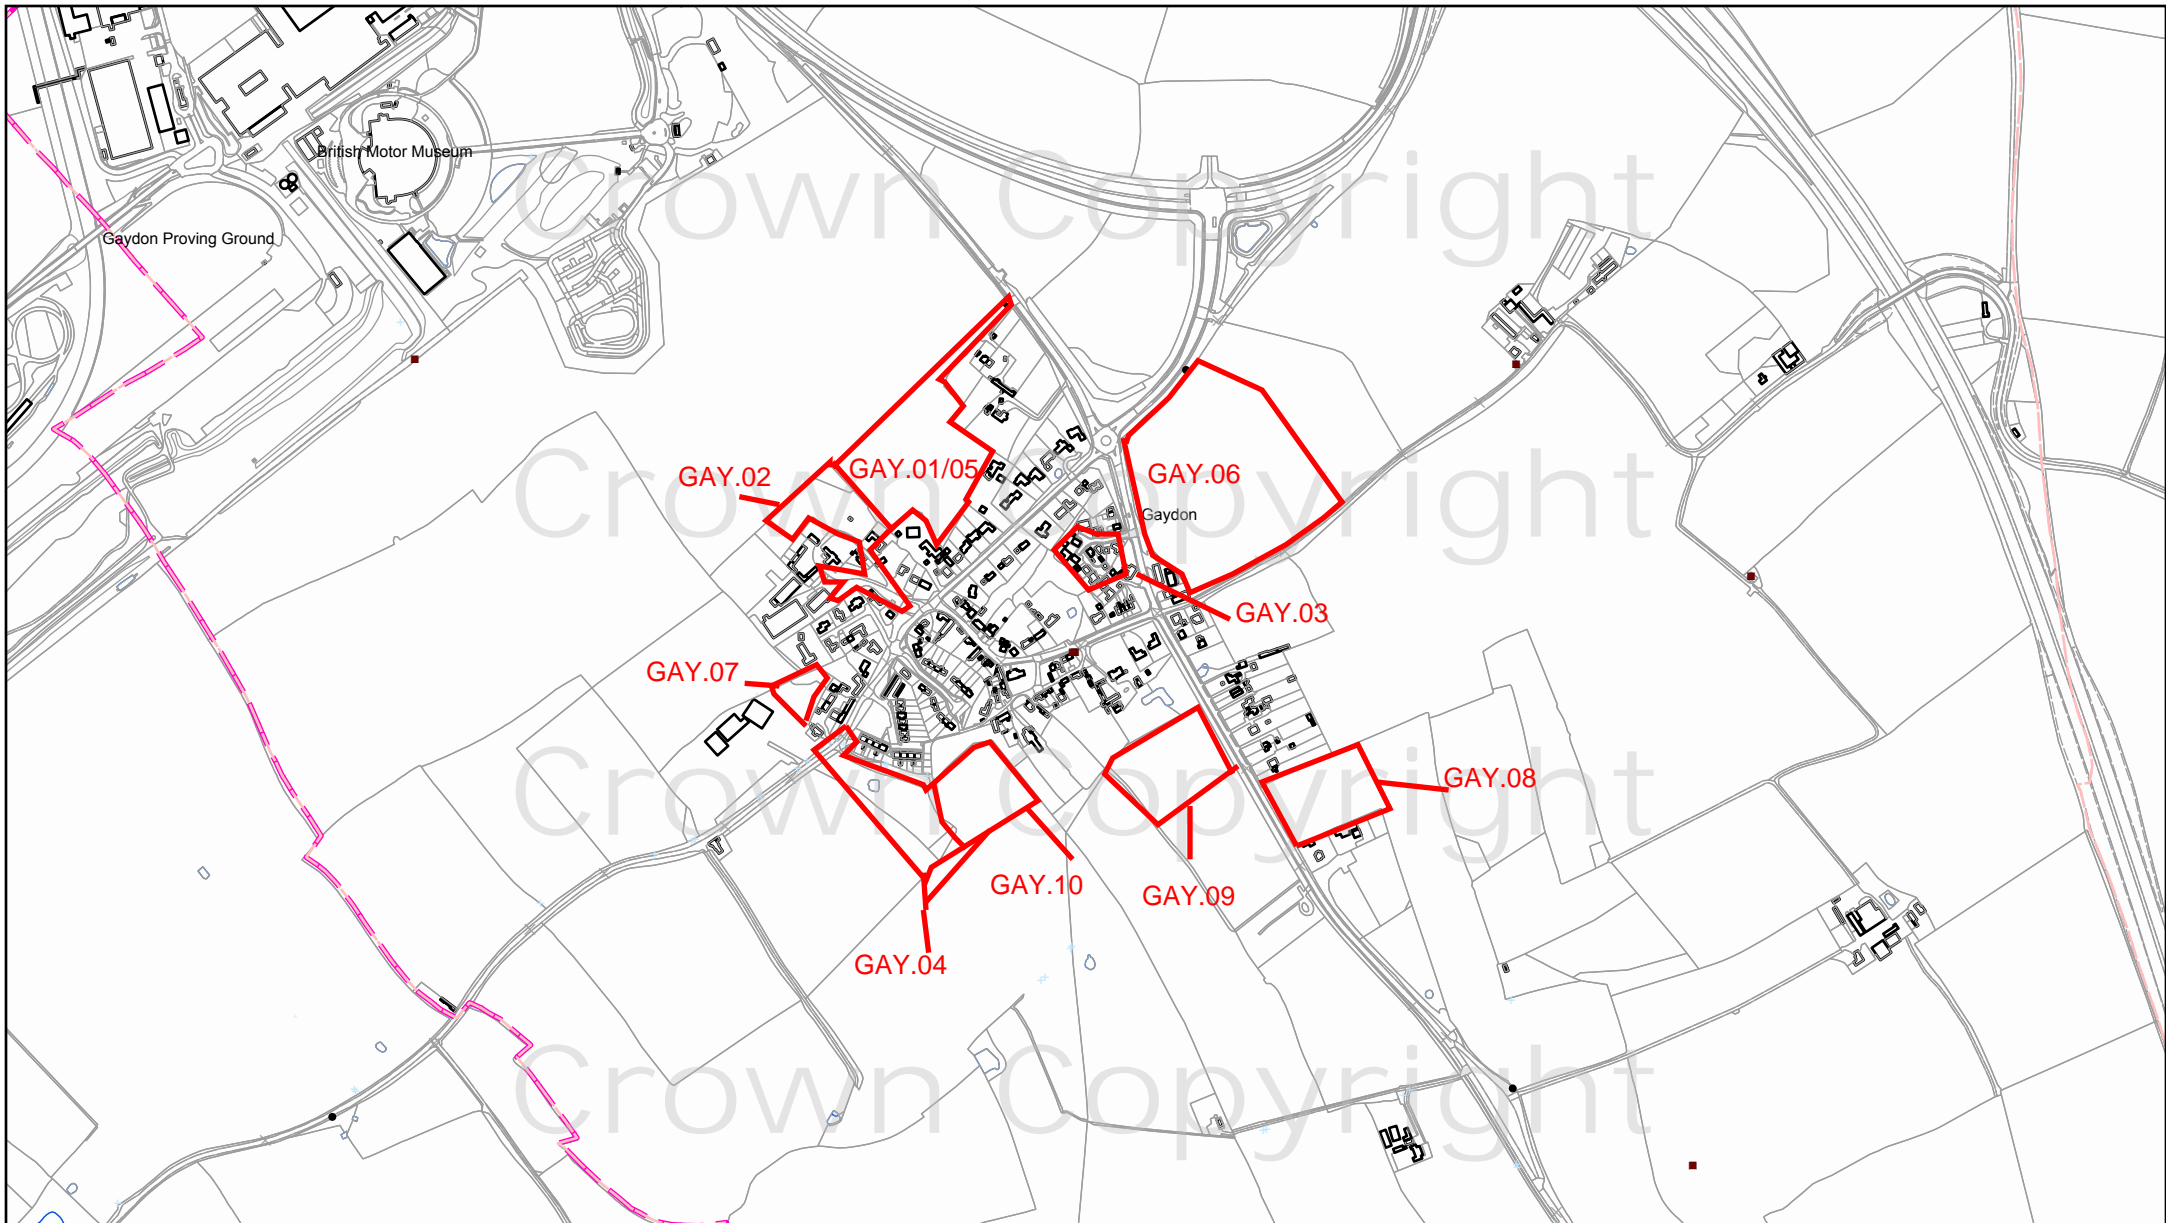 British Motor Museum
Crown Copyright
Gaydon Proving Ground
GAY.02
GAY.01/05
GAY.06
Crown Copyright
Gaydon
GAY.03
GAY.07
GAY.08
Crown Copyright
GAY.10
GAY.09
GAY.04
Crown Copyright